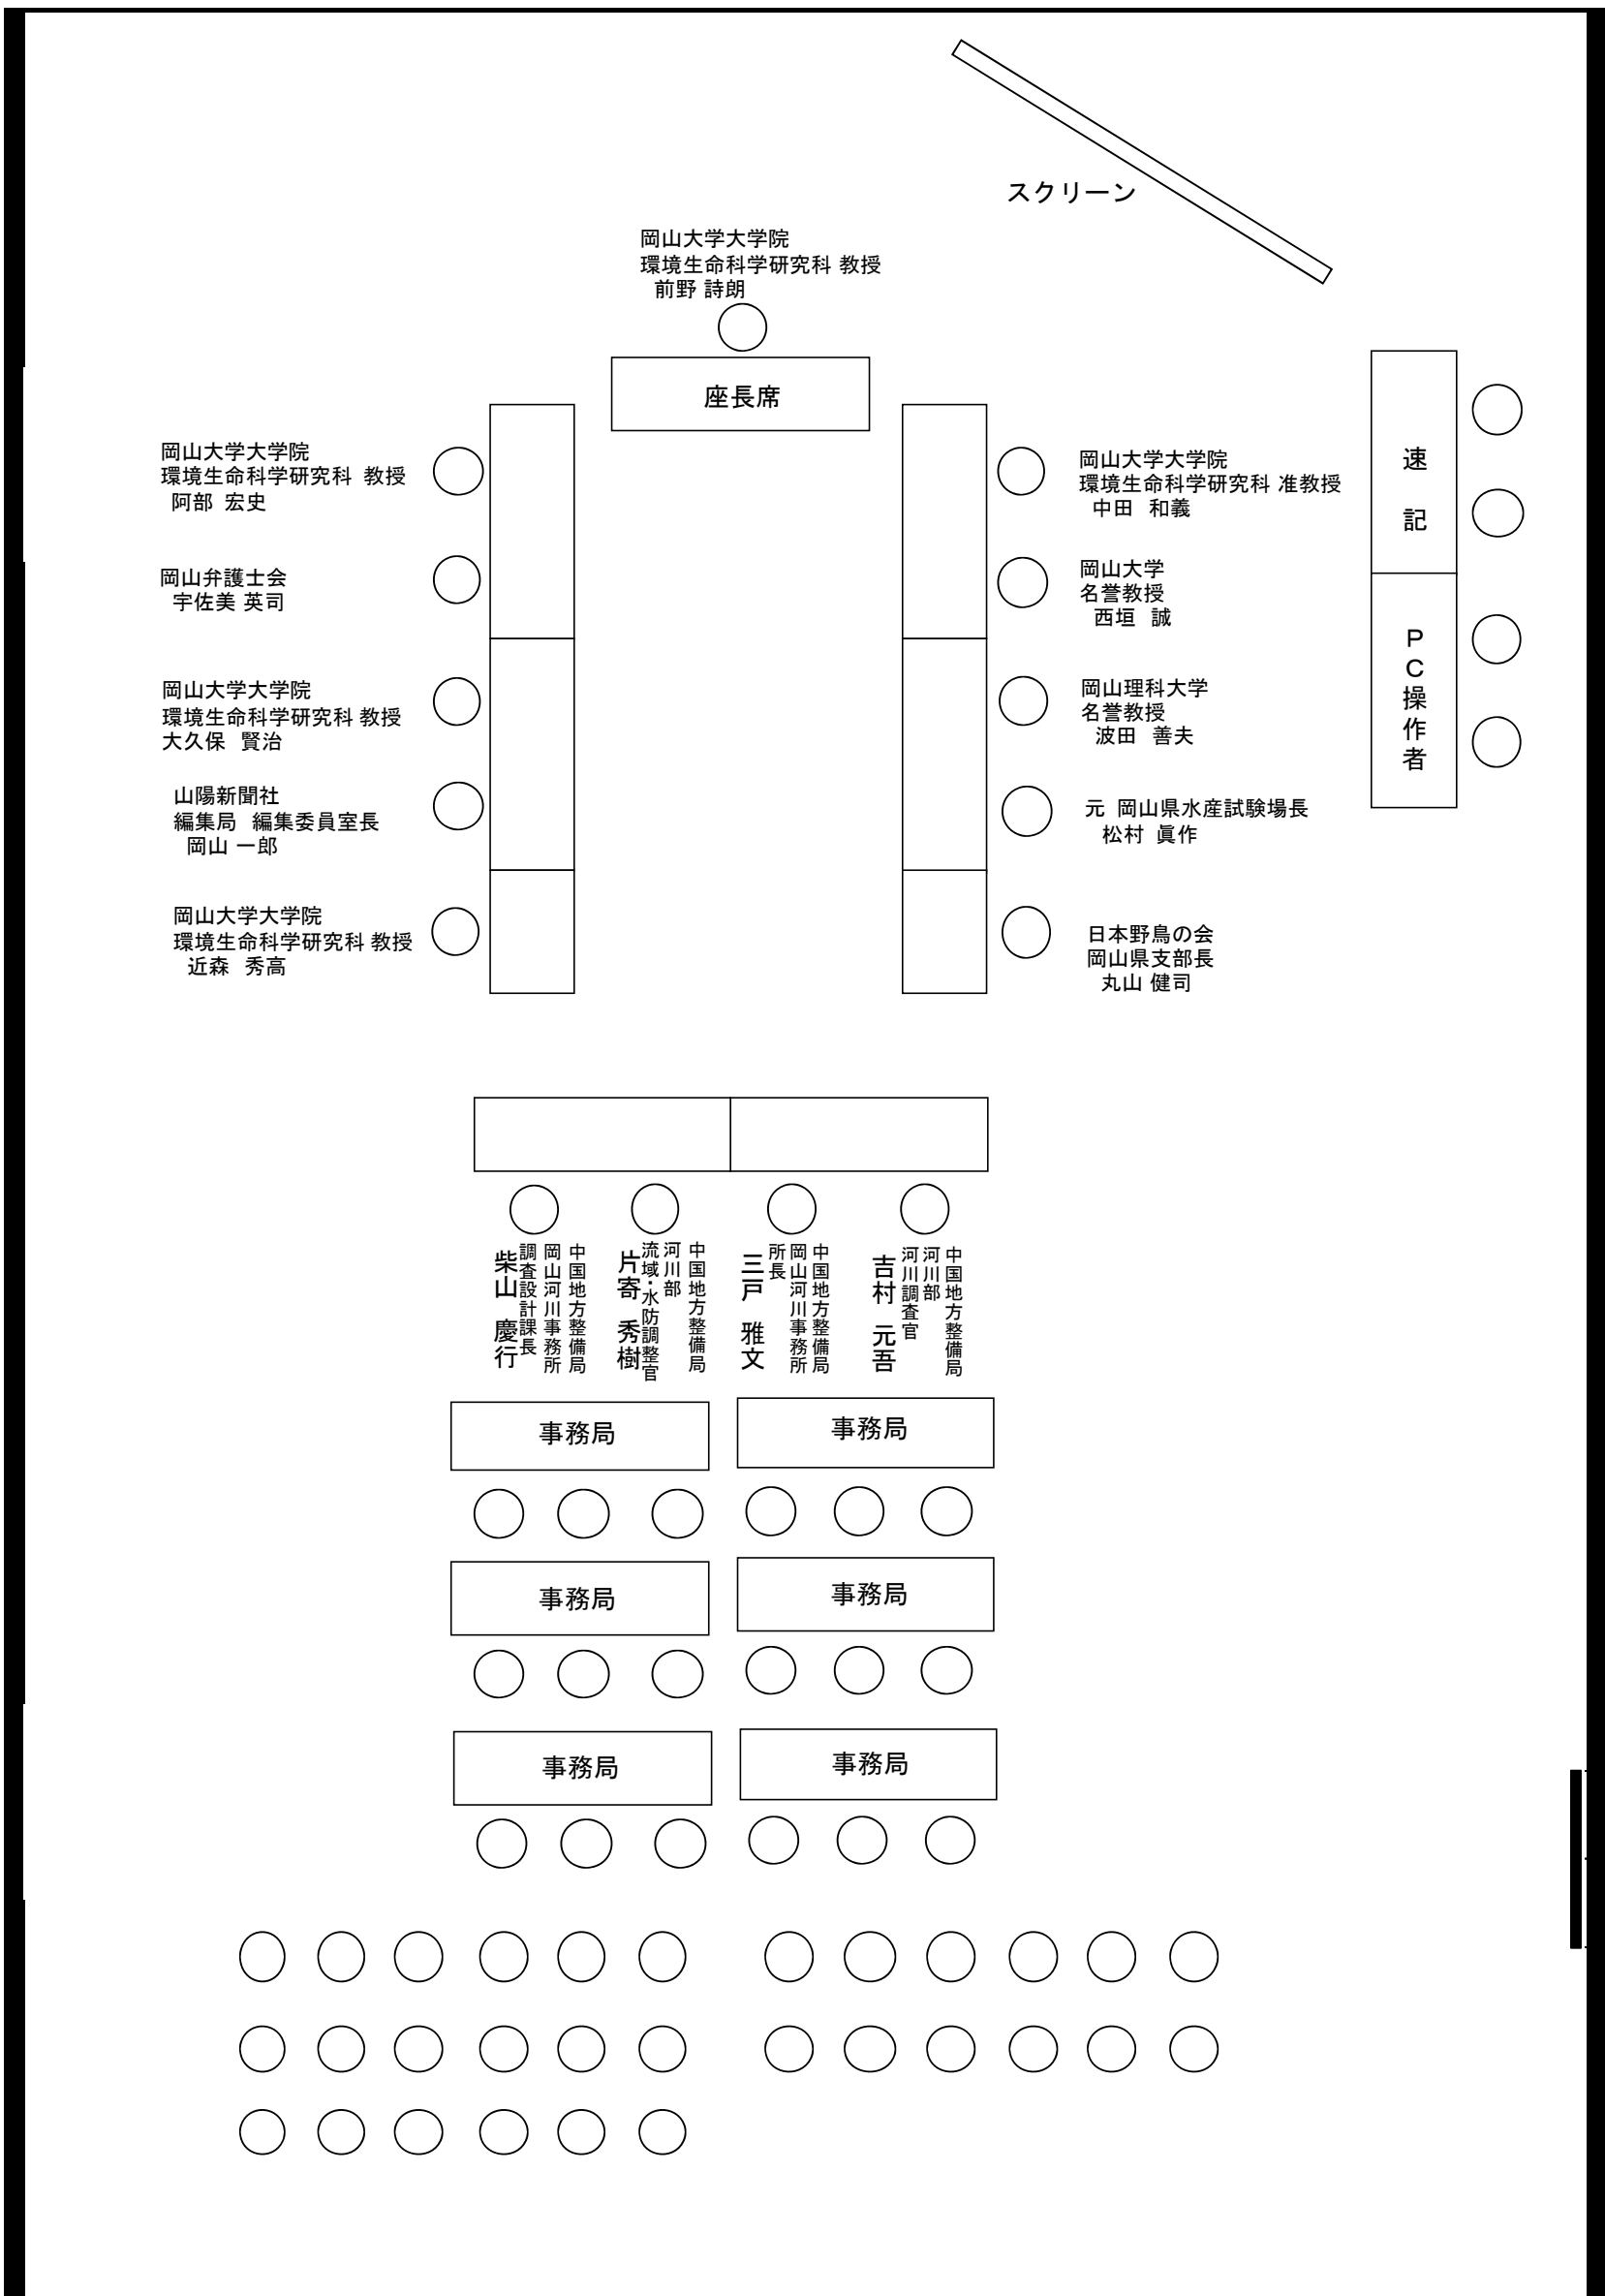 スクリーン
岡山大学大学院
環境生命科学研究科 教授
前野 詩朗
座長席
岡山大学大学院
環境生命科学研究科 教授
阿部 宏史
岡山弁護士会
宇佐美 英司
岡山大学大学院
環境生命科学研究科 教授
大久保 賢治
山陽新聞社
編集局 編集委員室長
岡山 一郎
岡山大学大学院
環境生命科学研究科 教授
近森 秀高
岡山大学大学院
環境生命科学研究科 准教授
中田 和義
岡山大学
名誉教授
西垣 誠
岡山理科大学
名誉教授
波田 善夫
元 岡山県水産試験場長
松村 眞作
日本野鳥の会
岡山県支部長
丸山 健司
速 記
PC操作者
中国地方整備局
岡山河川事務所
調査設計課長
柴山 慶行
中国地方整備局
河川部
流域・水防調整官
片寄 秀樹
中国地方整備局
岡山河川事務所
所長
三戸 雅文
中国地方整備局
河川部
河川調査官
吉村 元吾
事務局
事務局
事務局
事務局
事務局
事務局